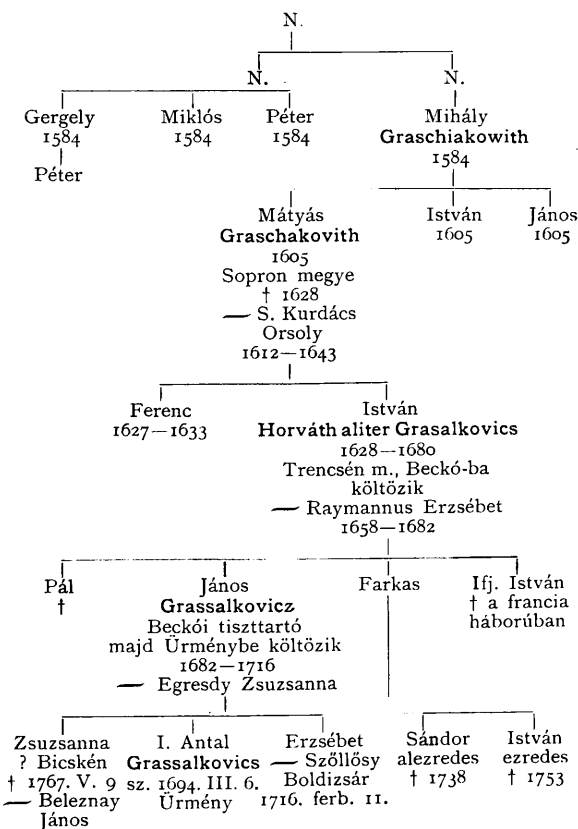 N.
N. N.
Gergely Miklós Péter Mihály
1584 1584 1584 Graschiakowith
1584
Péter
Mátyás István János
Graschakovith 1605 1605
1605
Sopron megye
† 1628
— S. Kurdács
Orsoly
1612—1643
Ferenc István
1627—1633 Horváth aliter Grasalkovics
1628—1680
Trencsén m., Beckó-ba
költözik
— Raymannus Erzsébet
1658—1682
Pál János Farkas Ifj. István
† Grassalkovicz † a francia
Beckói tiszttartó háborúban
majd Ürménybe költözik
1682—1716
— Egresdy Zsuzsanna
Zsuzsanna I. Antal Erzsébet Sándor István
? Bicskén Grassalkovics — Szőllősy alezredes ezredes
† 1767. V. 9 sz. 1694. III. 6. Boldizsár † 1738 † 1753
— Beleznay Ürmény 1716. ferb. 11.
János